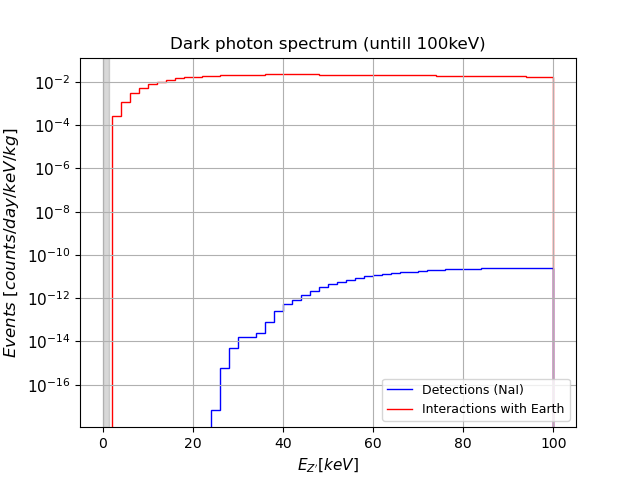 Dark photon spectrum (untill 100keV)
Events [counts/day/keV/kg]
10⁻²
10⁻⁴
10⁻⁶
10⁻⁸
10⁻¹⁰
10⁻¹²
10⁻¹⁴
10⁻¹⁶
Detections (NaI)
Interactions with Earth
0 20 40 60 80 100
E_Z'[keV]